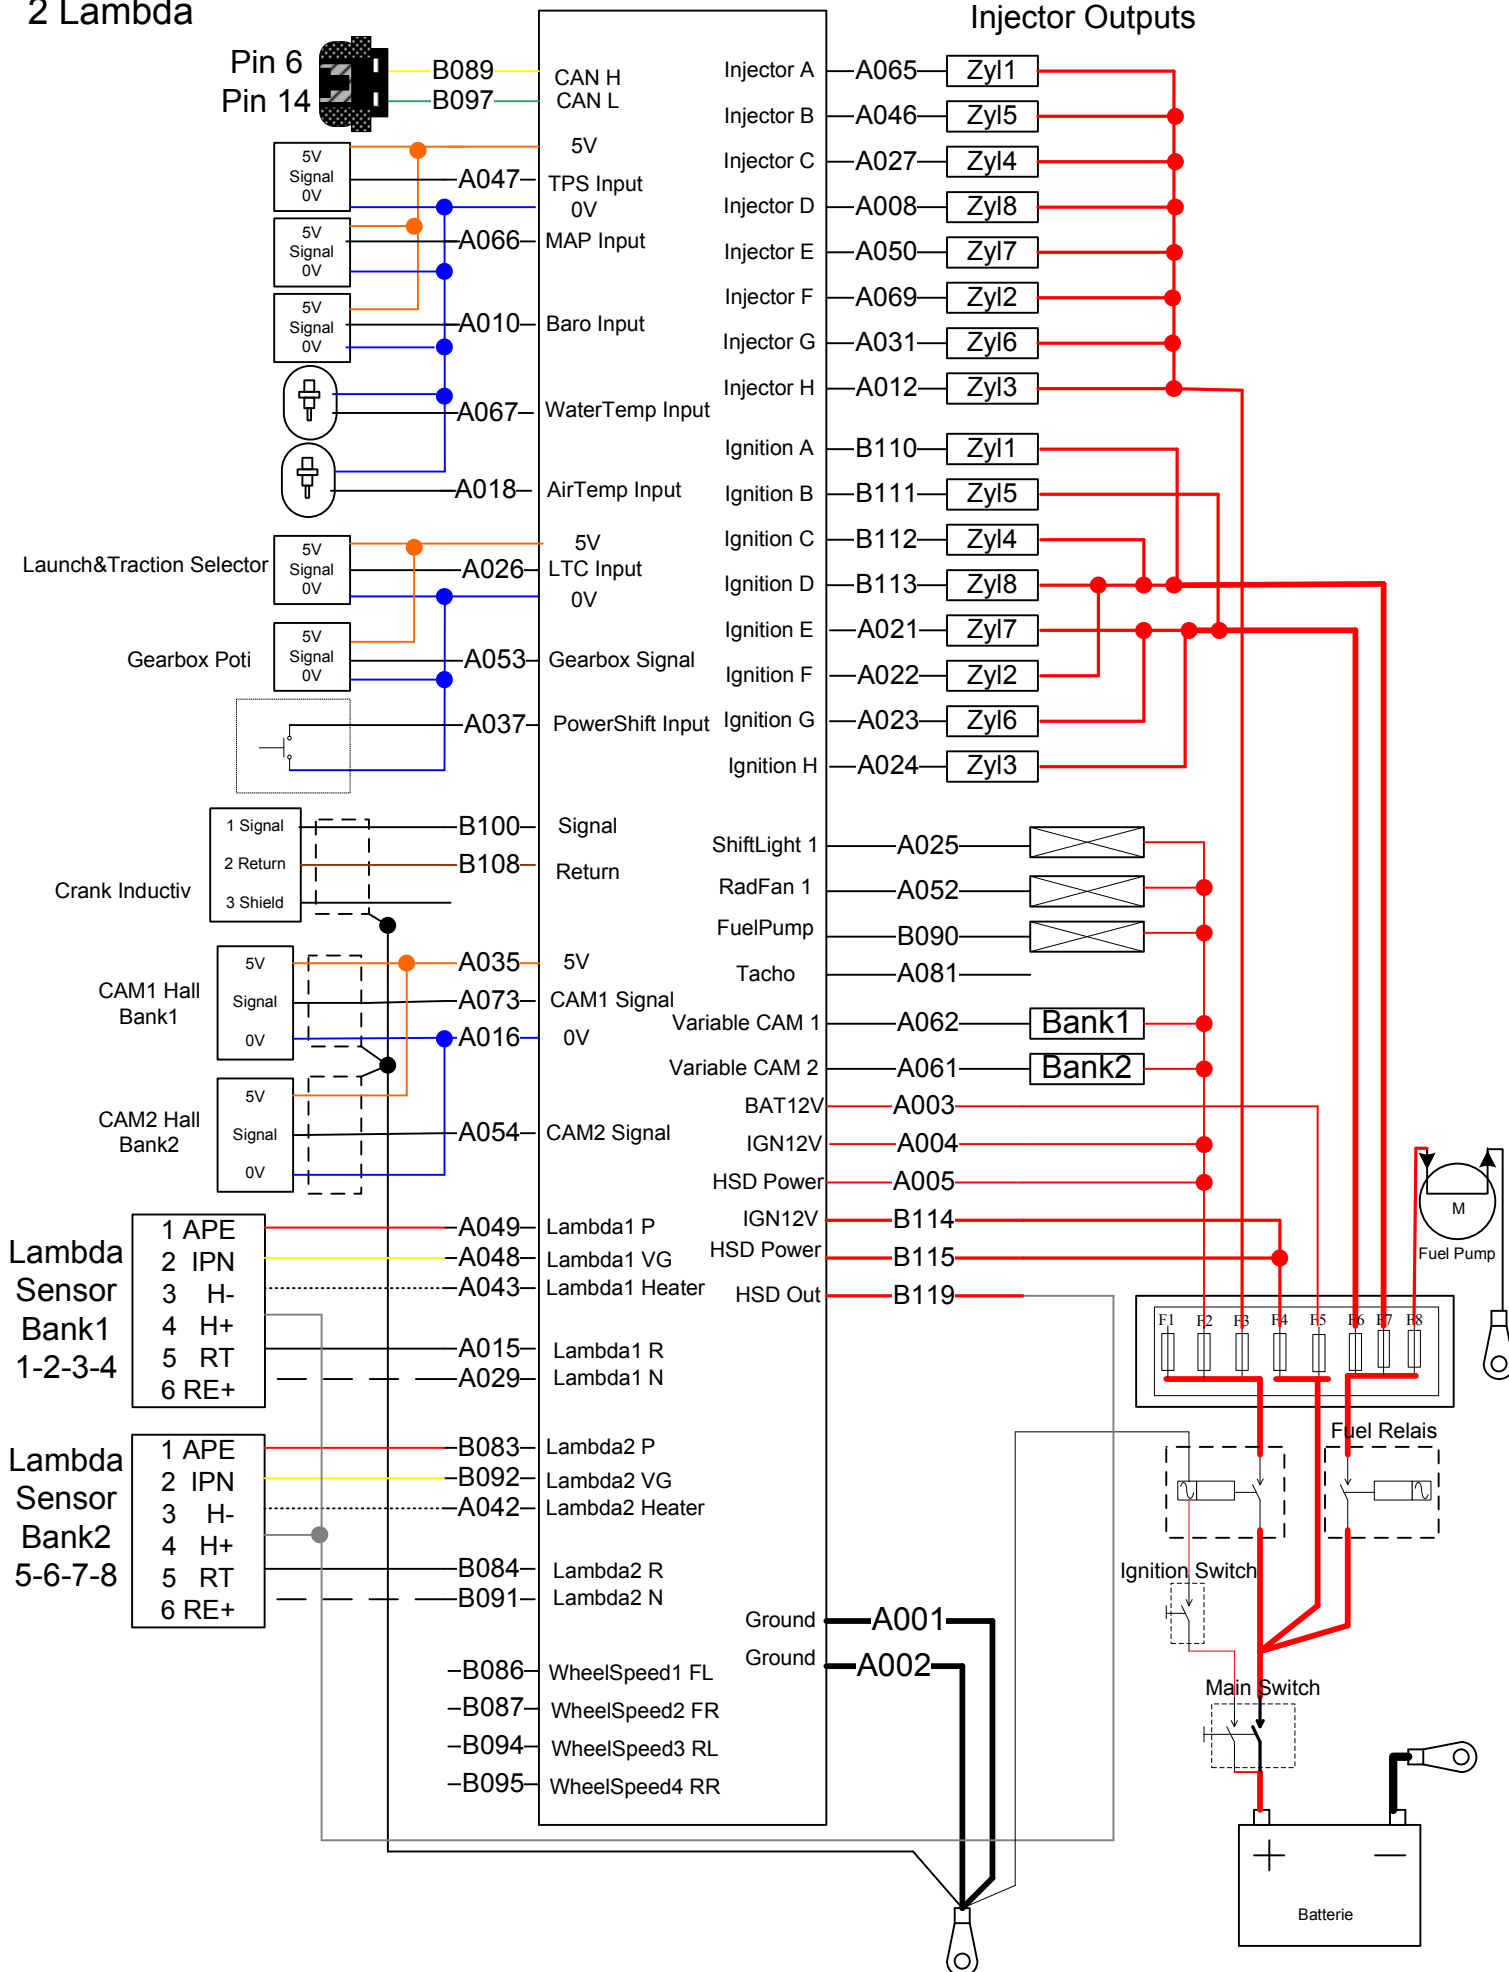 2 Lambda
Injector Outputs
Pin 6
Pin 14
B089
B097
CAN H
CAN L
5V
Signal
0V
A047
5V
TPS Input
0V
5V
Signal
0V
A066
MAP Input
5V
Signal
0V
A010
Baro Input
A067
WaterTemp Input
A018
AirTemp Input
Launch&Traction Selector
5V
Signal
0V
A026
5V
LTC Input
0V
Gearbox Poti
5V
Signal
0V
A053
Gearbox Signal
A037
PowerShift Input
Crank Inductiv
1 Signal
2 Return
3 Shield
B100
Signal
B108
Return
CAM1 Hall
Bank1
5V
Signal
0V
A035
5V
A073
CAM1 Signal
A016
0V
CAM2 Hall
Bank2
5V
Signal
0V
A054
CAM2 Signal
Lambda
Sensor
Bank1
1-2-3-4
1 APE
2 IPN
3 H-
4 H+
5 RT
6 RE+
A049
Lambda1 P
A048
Lambda1 VG
A043
Lambda1 Heater
A015
Lambda1 R
A029
Lambda1 N
Lambda
Sensor
Bank2
5-6-7-8
1 APE
2 IPN
3 H-
4 H+
5 RT
6 RE+
B083
Lambda2 P
B092
Lambda2 VG
A042
Lambda2 Heater
B084
Lambda2 R
B091
Lambda2 N
B086
WheelSpeed1 FL
B087
WheelSpeed2 FR
B094
WheelSpeed3 RL
B095
WheelSpeed4 RR
Injector A
A065
Zyl1
Injector B
A046
Zyl5
Injector C
A027
Zyl4
Injector D
A008
Zyl8
Injector E
A050
Zyl7
Injector F
A069
Zyl2
Injector G
A031
Zyl6
Injector H
A012
Zyl3
Ignition A
B110
Zyl1
Ignition B
B111
Zyl5
Ignition C
B112
Zyl4
Ignition D
B113
Zyl8
Ignition E
A021
Zyl7
Ignition F
A022
Zyl2
Ignition G
A023
Zyl6
Ignition H
A024
Zyl3
ShiftLight 1
A025
RadFan 1
A052
FuelPump
B090
Tacho
A081
Variable CAM 1
A062
Bank1
Variable CAM 2
A061
Bank2
BAT12V
A003
IGN12V
A004
HSD Power
A005
IGN12V
B114
HSD Power
B115
HSD Out
B119
M
Fuel Pump
F1
F2
F3
F4
F5
F6
F7
F8
Fuel Relais
Ignition Switch
Main Switch
Ground
A001
Ground
A002
Batterie